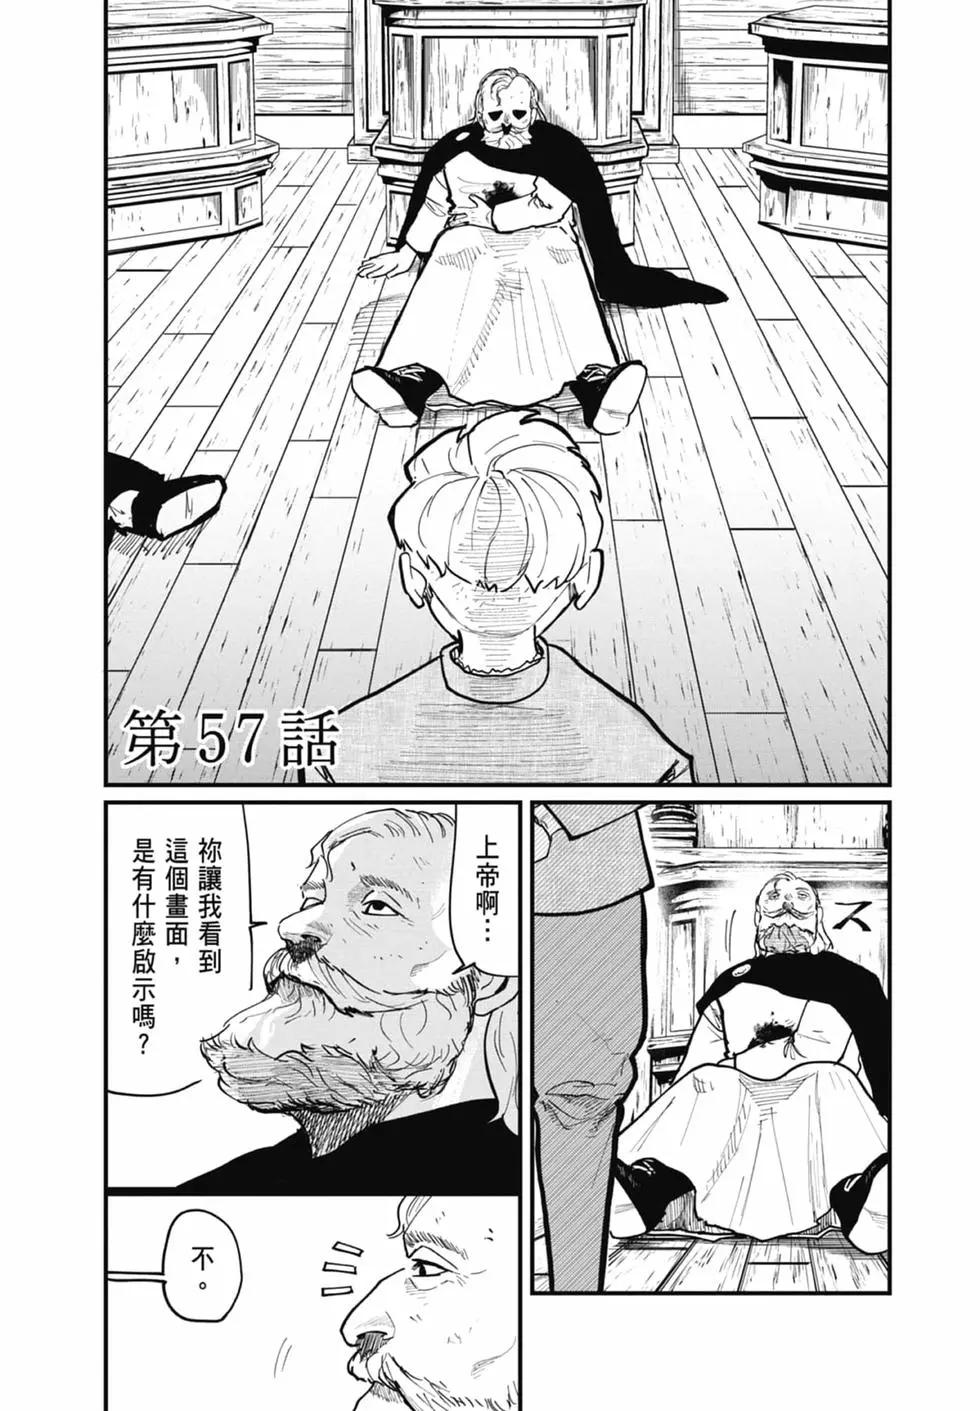 第57話
ス
上帝啊…
祢讓我看到
這個畫面，
是有什麼啟示嗎？
不。